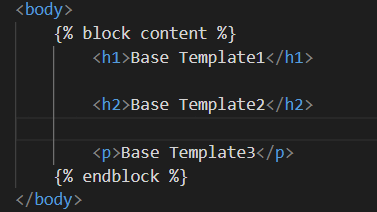 <body>
{% block content %}
<h1>Base Template1</h1>
<h2>Base Template2</h2>
<p>Base Template3</p>
{% endblock %}
</body>